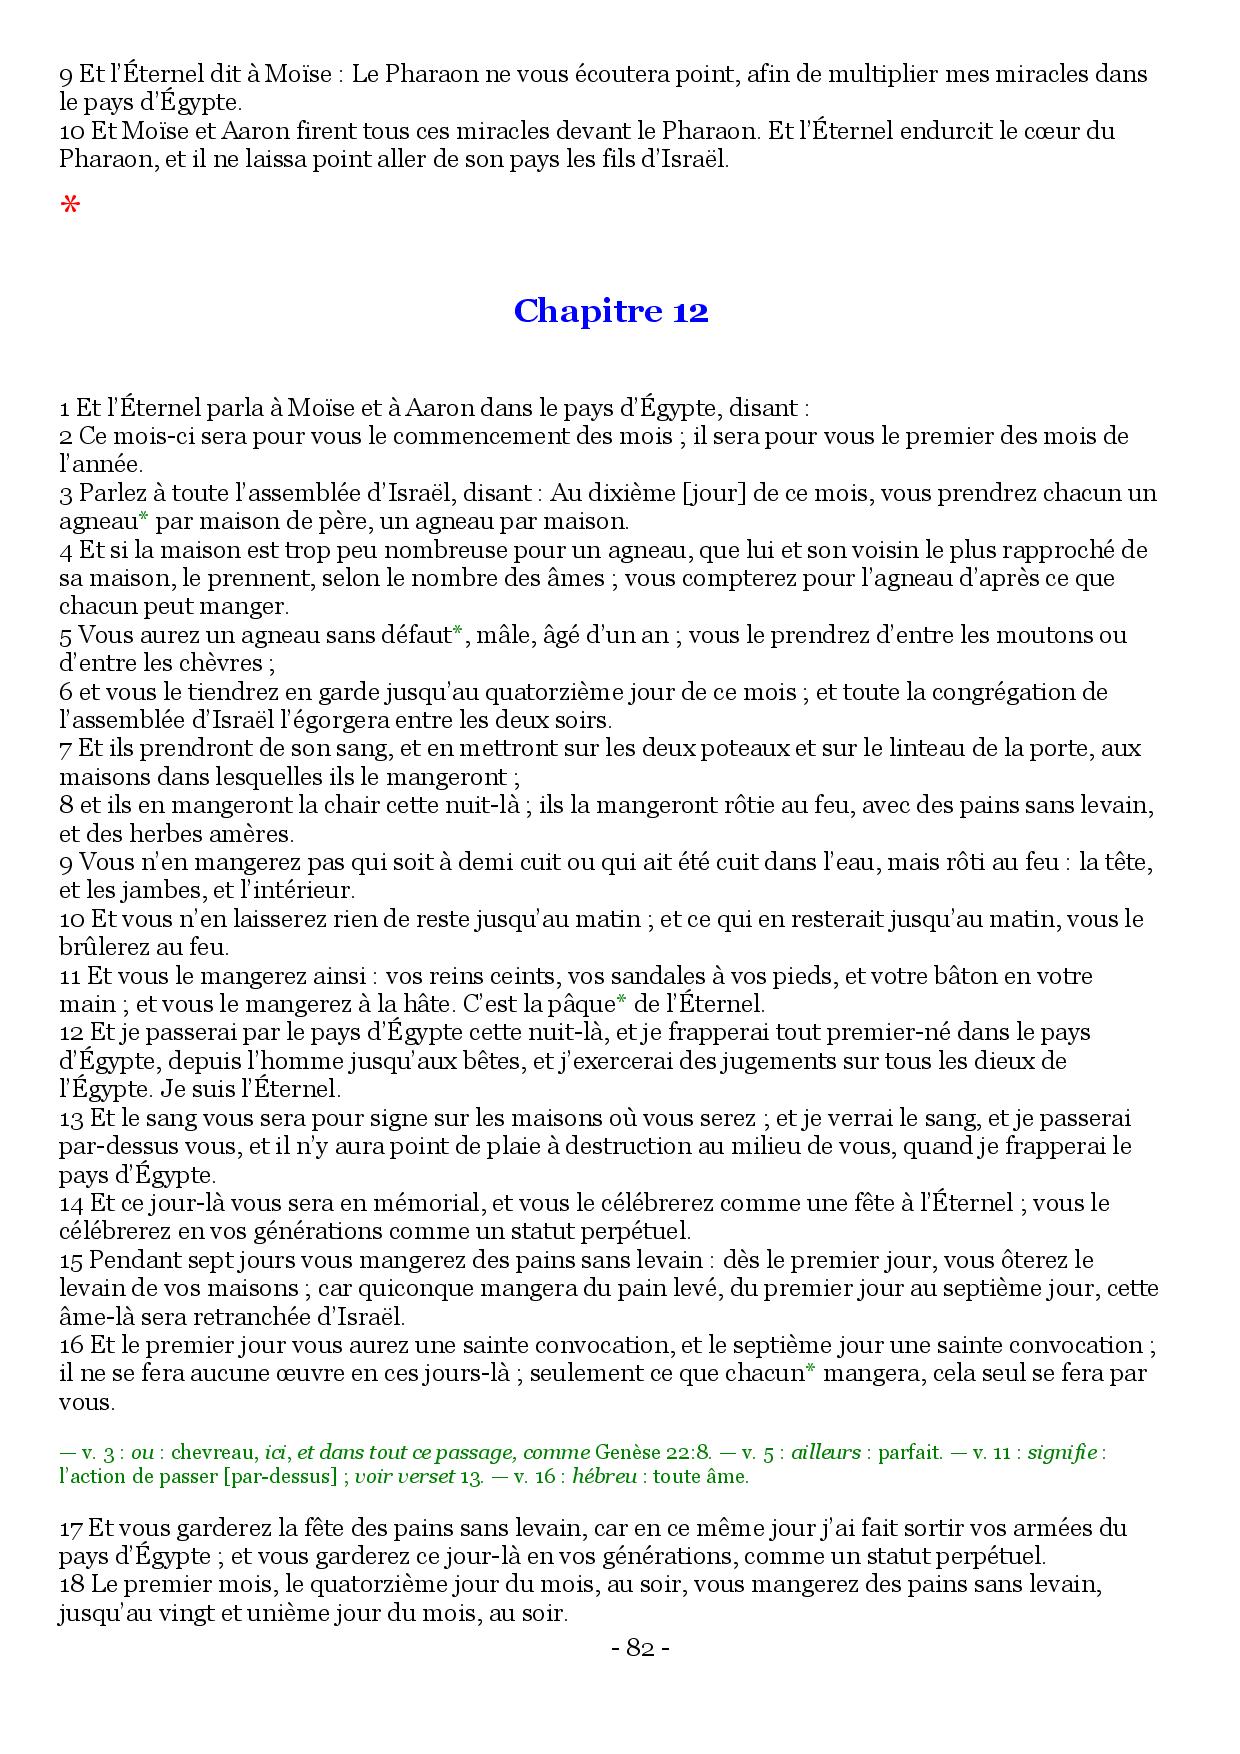 9 Et l’Éternel dit à Moïse : Le Pharaon ne vous écoutera point, afin de multiplier mes miracles dans
le pays d’Égypte.
10 Et Moïse et Aaron firent tous ces miracles devant le Pharaon. Et l’Éternel endurcit le cœur du
Pharaon, et il ne laissa point aller de son pays les fils d’Israël.
*
Chapitre 12
1 Et l’Éternel parla à Moïse et à Aaron dans le pays d’Égypte, disant :
2 Ce mois-ci sera pour vous le commencement des mois ; il sera pour vous le premier des mois de
l’année.
3 Parlez à toute l’assemblée d’Israël, disant : Au dixième [jour] de ce mois, vous prendrez chacun un
agneau* par maison de père, un agneau par maison.
4 Et si la maison est trop peu nombreuse pour un agneau, que lui et son voisin le plus rapproché de
sa maison, le prennent, selon le nombre des âmes ; vous compterez pour l’agneau d’après ce que
chacun peut manger.
5 Vous aurez un agneau sans défaut*, mâle, âgé d’un an ; vous le prendrez d’entre les moutons ou
d’entre les chèvres ;
6 et vous le tiendrez en garde jusqu’au quatorzième jour de ce mois ; et toute la congrégation de
l’assemblée d’Israël l’égorgera entre les deux soirs.
7 Et ils prendront de son sang, et en mettront sur les deux poteaux et sur le linteau de la porte, aux
maisons dans lesquelles ils le mangeront ;
8 et ils en mangeront la chair cette nuit-là ; ils la mangeront rôtie au feu, avec des pains sans levain,
et des herbes amères.
9 Vous n’en mangerez pas qui soit à demi cuit ou qui ait été cuit dans l’eau, mais rôti au feu : la tête,
et les jambes, et l’intérieur.
10 Et vous n’en laisserez rien de reste jusqu’au matin ; et ce qui en resterait jusqu’au matin, vous le
brûlerez au feu.
11 Et vous le mangerez ainsi : vos reins ceints, vos sandales à vos pieds, et votre bâton en votre
main ; et vous le mangerez à la hâte. C’est la pâque* de l’Éternel.
12 Et je passerai par le pays d’Égypte cette nuit-là, et je frapperai tout premier-né dans le pays
d’Égypte, depuis l’homme jusqu’aux bêtes, et j’exercerai des jugements sur tous les dieux de
l’Égypte. Je suis l’Éternel.
13 Et le sang vous sera pour signe sur les maisons où vous serez ; et je verrai le sang, et je passerai
par-dessus vous, et il n’y aura point de plaie à destruction au milieu de vous, quand je frapperai le
pays d’Égypte.
14 Et ce jour-là vous sera en mémorial, et vous le célébrerez comme une fête à l’Éternel ; vous le
célébrerez en vos générations comme un statut perpétuel.
15 Pendant sept jours vous mangerez des pains sans levain : dès le premier jour, vous ôterez le
levain de vos maisons ; car quiconque mangera du pain levé, du premier jour au septième jour, cette
âme-là sera retranchée d’Israël.
16 Et le premier jour vous aurez une sainte convocation, et le septième jour une sainte convocation ;
il ne se fera aucune œuvre en ces jours-là ; seulement ce que chacun* mangera, cela seul se fera par
vous.
— v. 3 : ou : chevreau, ici, et dans tout ce passage, comme Genèse 22:8. — v. 5 : ailleurs : parfait. — v. 11 : signifie :
l’action de passer [par-dessus] ; voir verset 13. — v. 16 : hébreu : toute âme.
17 Et vous garderez la fête des pains sans levain, car en ce même jour j’ai fait sortir vos armées du
pays d’Égypte ; et vous garderez ce jour-là en vos générations, comme un statut perpétuel.
18 Le premier mois, le quatorzième jour du mois, au soir, vous mangerez des pains sans levain,
jusqu’au vingt et unième jour du mois, au soir.
- 82 -